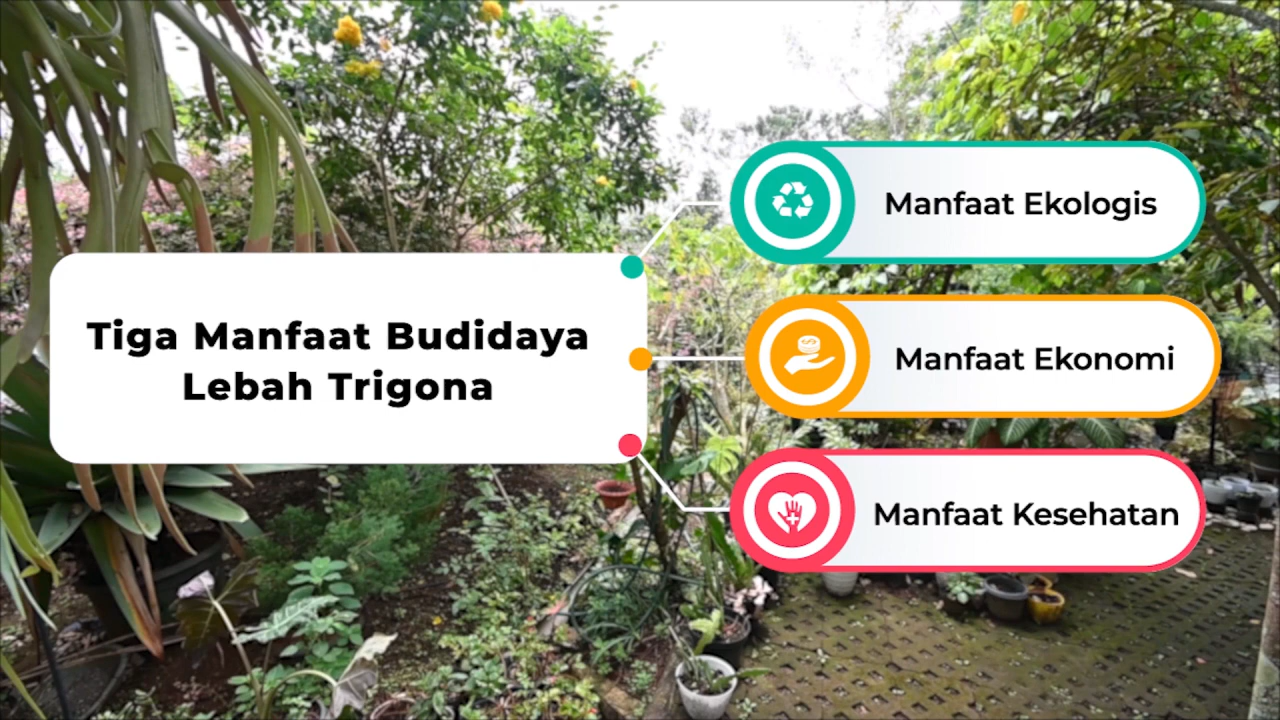 Tiga Manfaat Budidaya
Lebah Trigona
Manfaat Ekologis
Manfaat Ekonomi
Manfaat Kesehatan